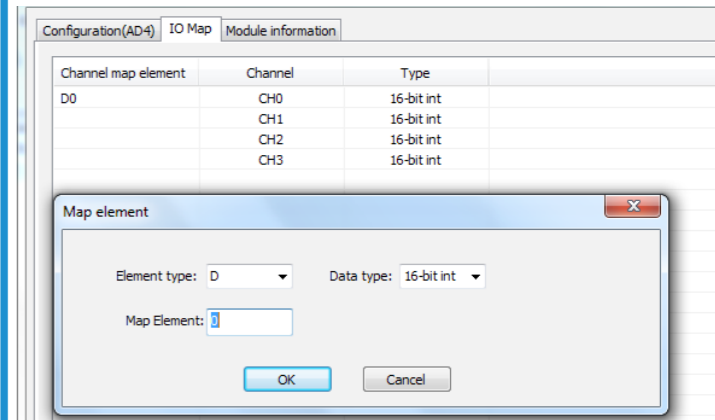 Configuration(AD4) IO Map Module information
Channel map element Channel Type
D0 CH0 16-bit int
CH1 16-bit int
CH2 16-bit int
CH3 16-bit int
Map element
Element type: D Data type: 16-bit int
Map Element: 0
OK Cancel